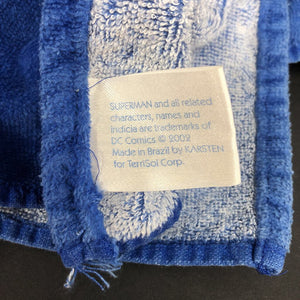 SUPERMAN and all related
characters, names and
indicia are trademarks of
DC Comics © 2002
Made in Brazil by KARSTEN
for TerriSol Corp.